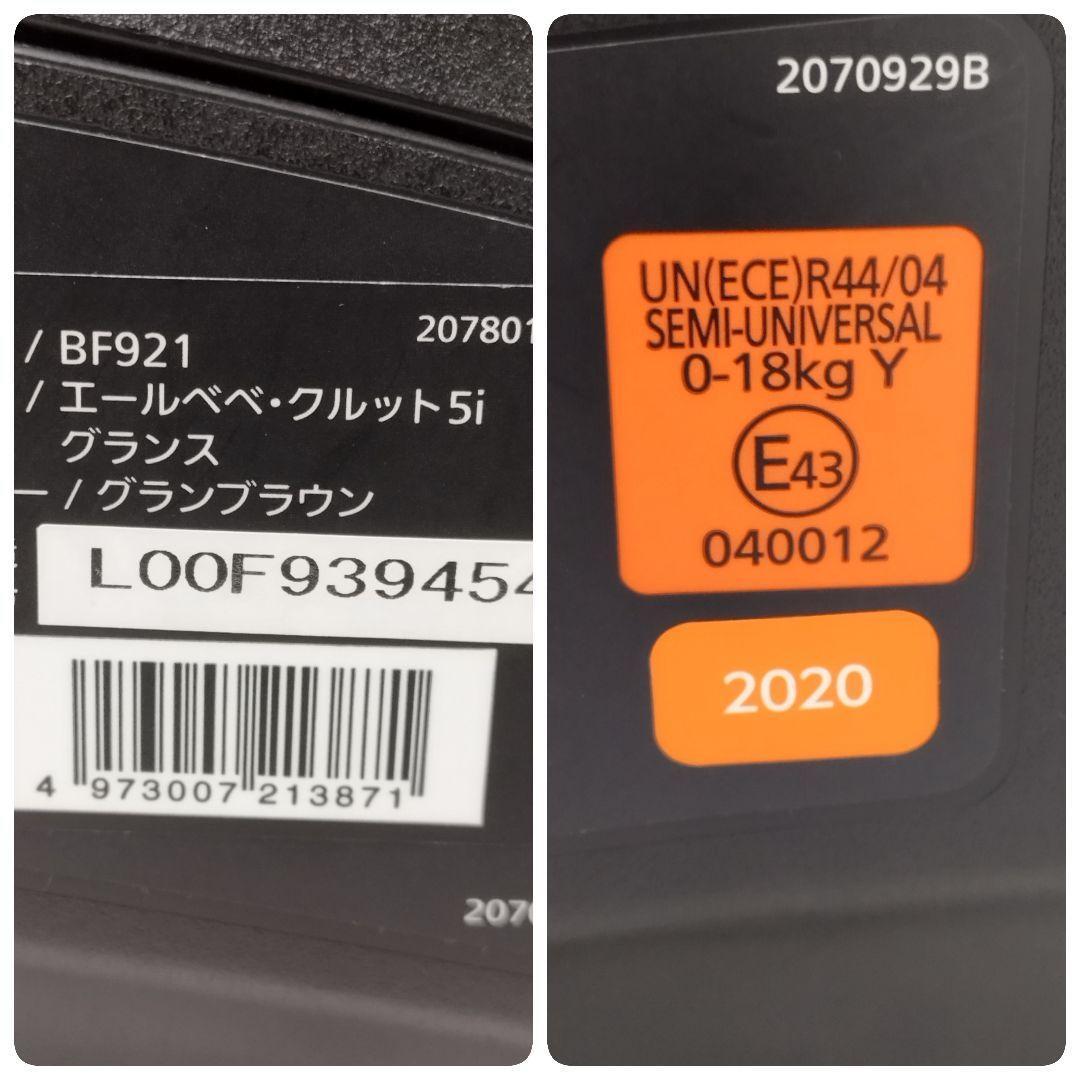 207801
/ BF921
/ エールベベ・クルット5i
グランス
ー / グランブラウン
L00F939454
4 973007 213871
2070
2070929B
UN(ECE)R44/04
SEMI-UNIVERSAL
0-18kg Y
E43
040012
2020